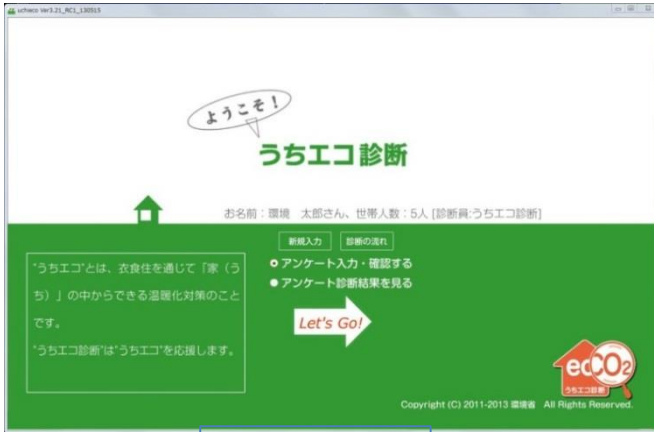 ucheco Ver3.21_RC1_130515
ようこそ!
うちエコ診断
お名前:環境 太郎さん、世帯人数:5人 [診断員:うちエコ診断]
新規入力 診断の流れ
アンケート入力・確認する
アンケート診断結果を見る
"うちエコ"とは、衣食住を通じて「家(う
ち)」の中からできる温暖化対策のこと
です。
"うちエコ診断"は"うちエコ"を応援します。
Let's Go!
ecCO2
うちエコ診断
Copyright (C) 2011-2013 環境省 All Rights Reserved.